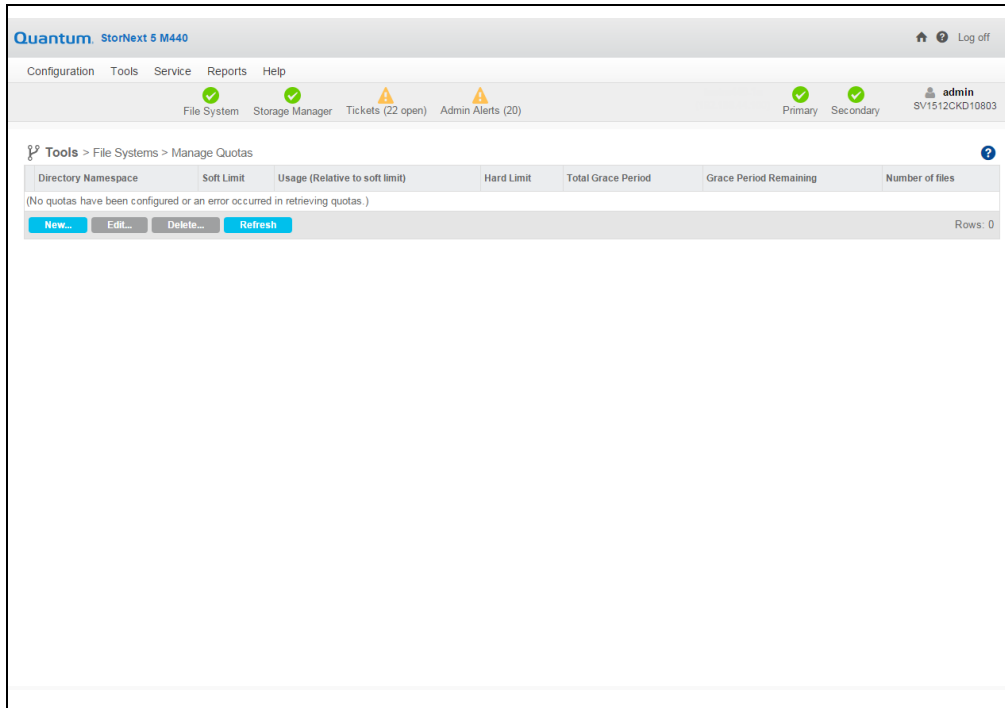 Quantum. StorNext 5 M440
Log off
Configuration Tools Service Reports Help
File System Storage Manager Tickets (22 open) Admin Alerts (20) Primary Secondary admin
SV1512CKD10803
Tools > File Systems > Manage Quotas
Directory Namespace Soft Limit Usage (Relative to soft limit) Hard Limit Total Grace Period Grace Period Remaining Number of files
(No quotas have been configured or an error occurred in retrieving quotas.)
New... Edit... Delete... Refresh Rows: 0